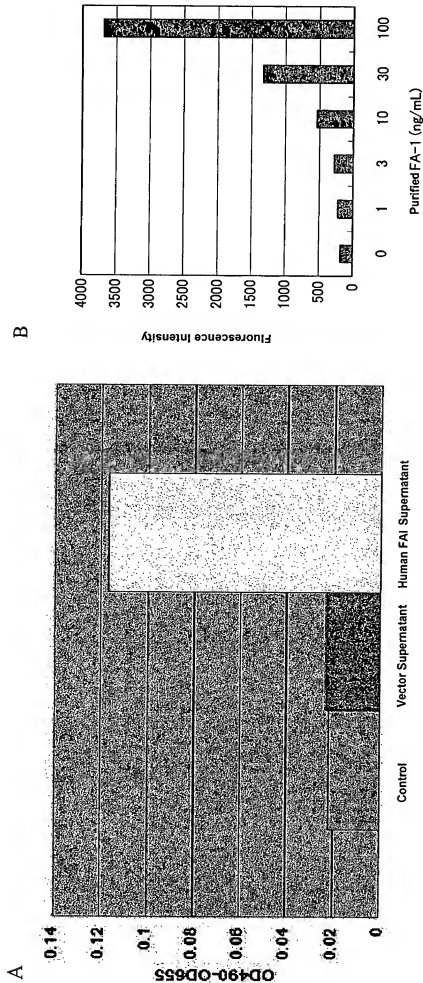 A
OD490-OD655
0.14
0.12
0.1
0.08
0.06
0.04
0.02
0
Control
Vector Supernatant
Human FAI Supernatant
B
Fluorescence Intensity
4000
3500
3000
2500
2000
1500
1000
500
0
0
1
3
10
30
100
Purified FA-1 (ng/mL)